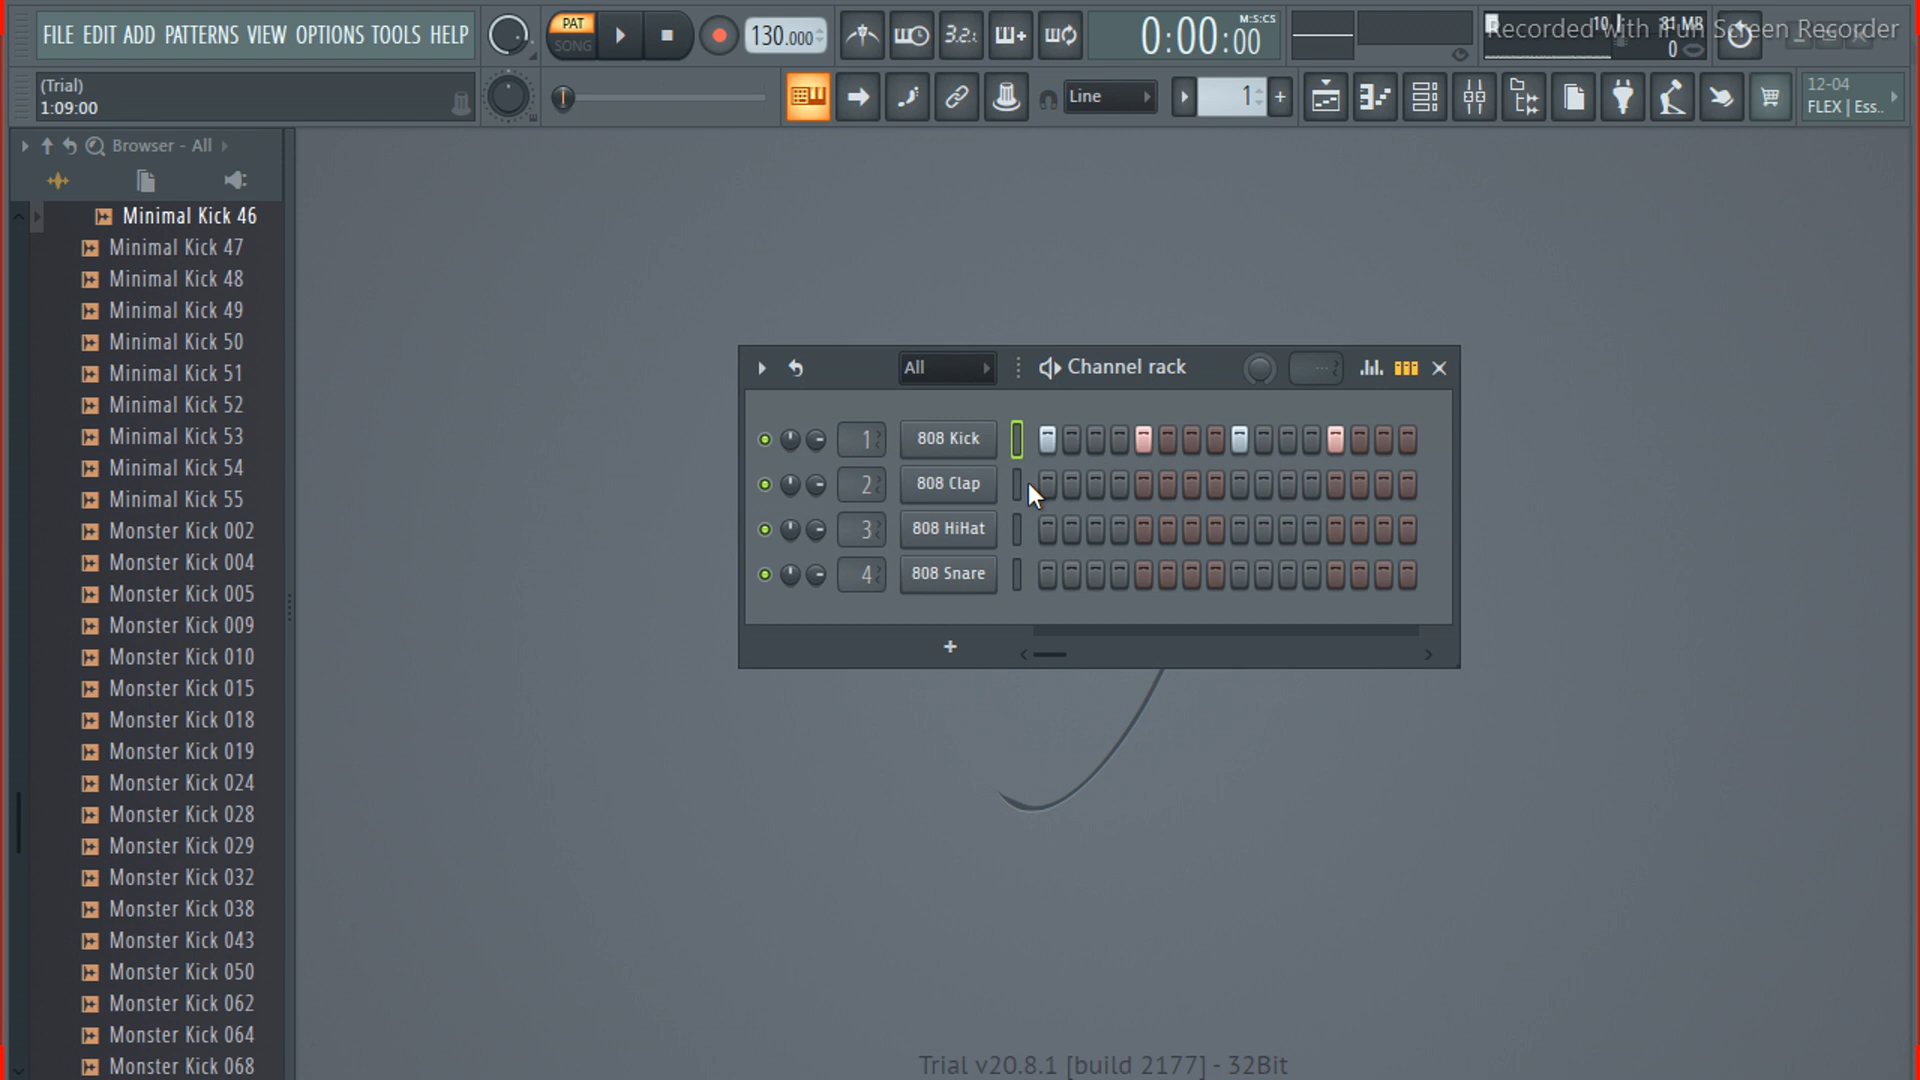 FILE EDIT ADD PATTERNS VIEW OPTIONS TOOLS HELP
PAT
SONG
130.000
3.2.
0:00:00
M:S:CS
10
81 MB
0
Recorded with iFun Screen Recorder
(Trial)
1:09:00
Line
1
+
12-04
FLEX | Ess..
Browser - All
Minimal Kick 46
Minimal Kick 47
Minimal Kick 48
Minimal Kick 49
Minimal Kick 50
Minimal Kick 51
Minimal Kick 52
Minimal Kick 53
Minimal Kick 54
Minimal Kick 55
Monster Kick 002
Monster Kick 004
Monster Kick 005
Monster Kick 009
Monster Kick 010
Monster Kick 015
Monster Kick 018
Monster Kick 019
Monster Kick 024
Monster Kick 028
Monster Kick 029
Monster Kick 032
Monster Kick 038
Monster Kick 043
Monster Kick 050
Monster Kick 062
Monster Kick 064
Monster Kick 068
All
Channel rack
1 808 Kick
2 808 Clap
3 808 HiHat
4 808 Snare
+
Trial v20.8.1 [build 2177] - 32Bit